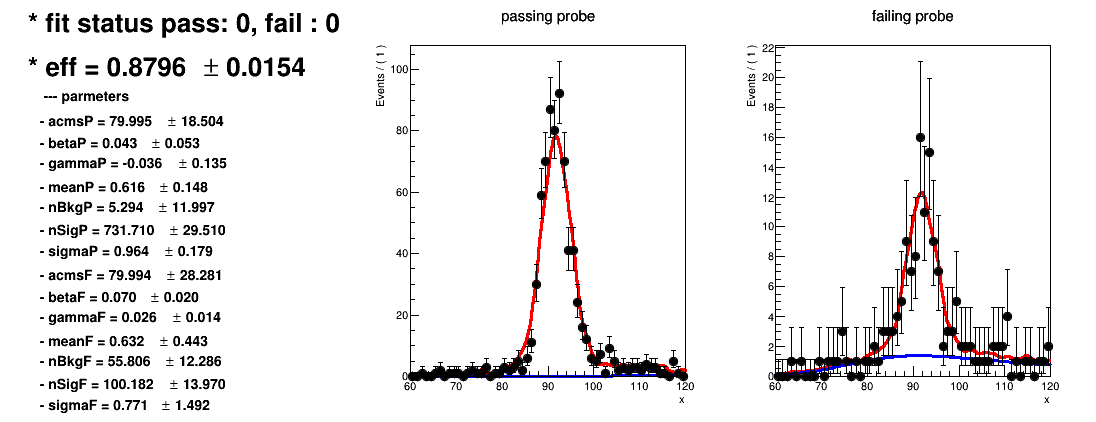 * fit status pass: 0, fail : 0
* eff = 0.8796 ± 0.0154
--- parmeters
- acmsP = 79.995 ± 18.504
- betaP = 0.043 ± 0.053
- gammaP = -0.036 ± 0.135
- meanP = 0.616 ± 0.148
- nBkgP = 5.294 ± 11.997
- nSigP = 731.710 ± 29.510
- sigmaP = 0.964 ± 0.179
- acmsF = 79.994 ± 28.281
- betaF = 0.070 ± 0.020
- gammaF = 0.026 ± 0.014
- meanF = 0.632 ± 0.443
- nBkgF = 55.806 ± 12.286
- nSigF = 100.182 ± 13.970
- sigmaF = 0.771 ± 1.492
passing probe
Events / ( 1 )
100
80
60
40
20
0
60 70 80 90 100 110 120
x
failing probe
Events / ( 1 )
22
20
18
16
14
12
10
8
6
4
2
0
60 70 80 90 100 110 120
x